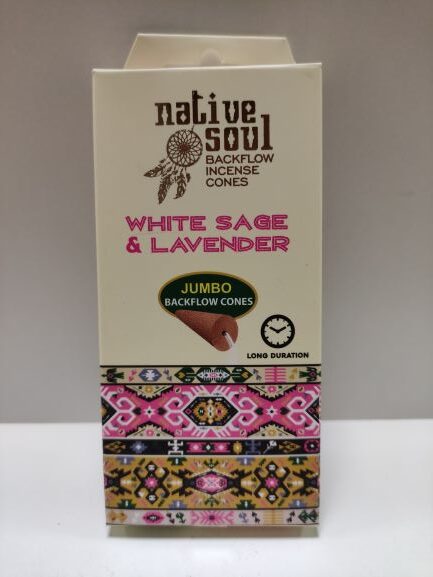 native
soul
BACKFLOW
INCENSE
CONES
WHITE SAGE
& LAVENDER
JUMBO
BACKFLOW CONES
LONG DURATION